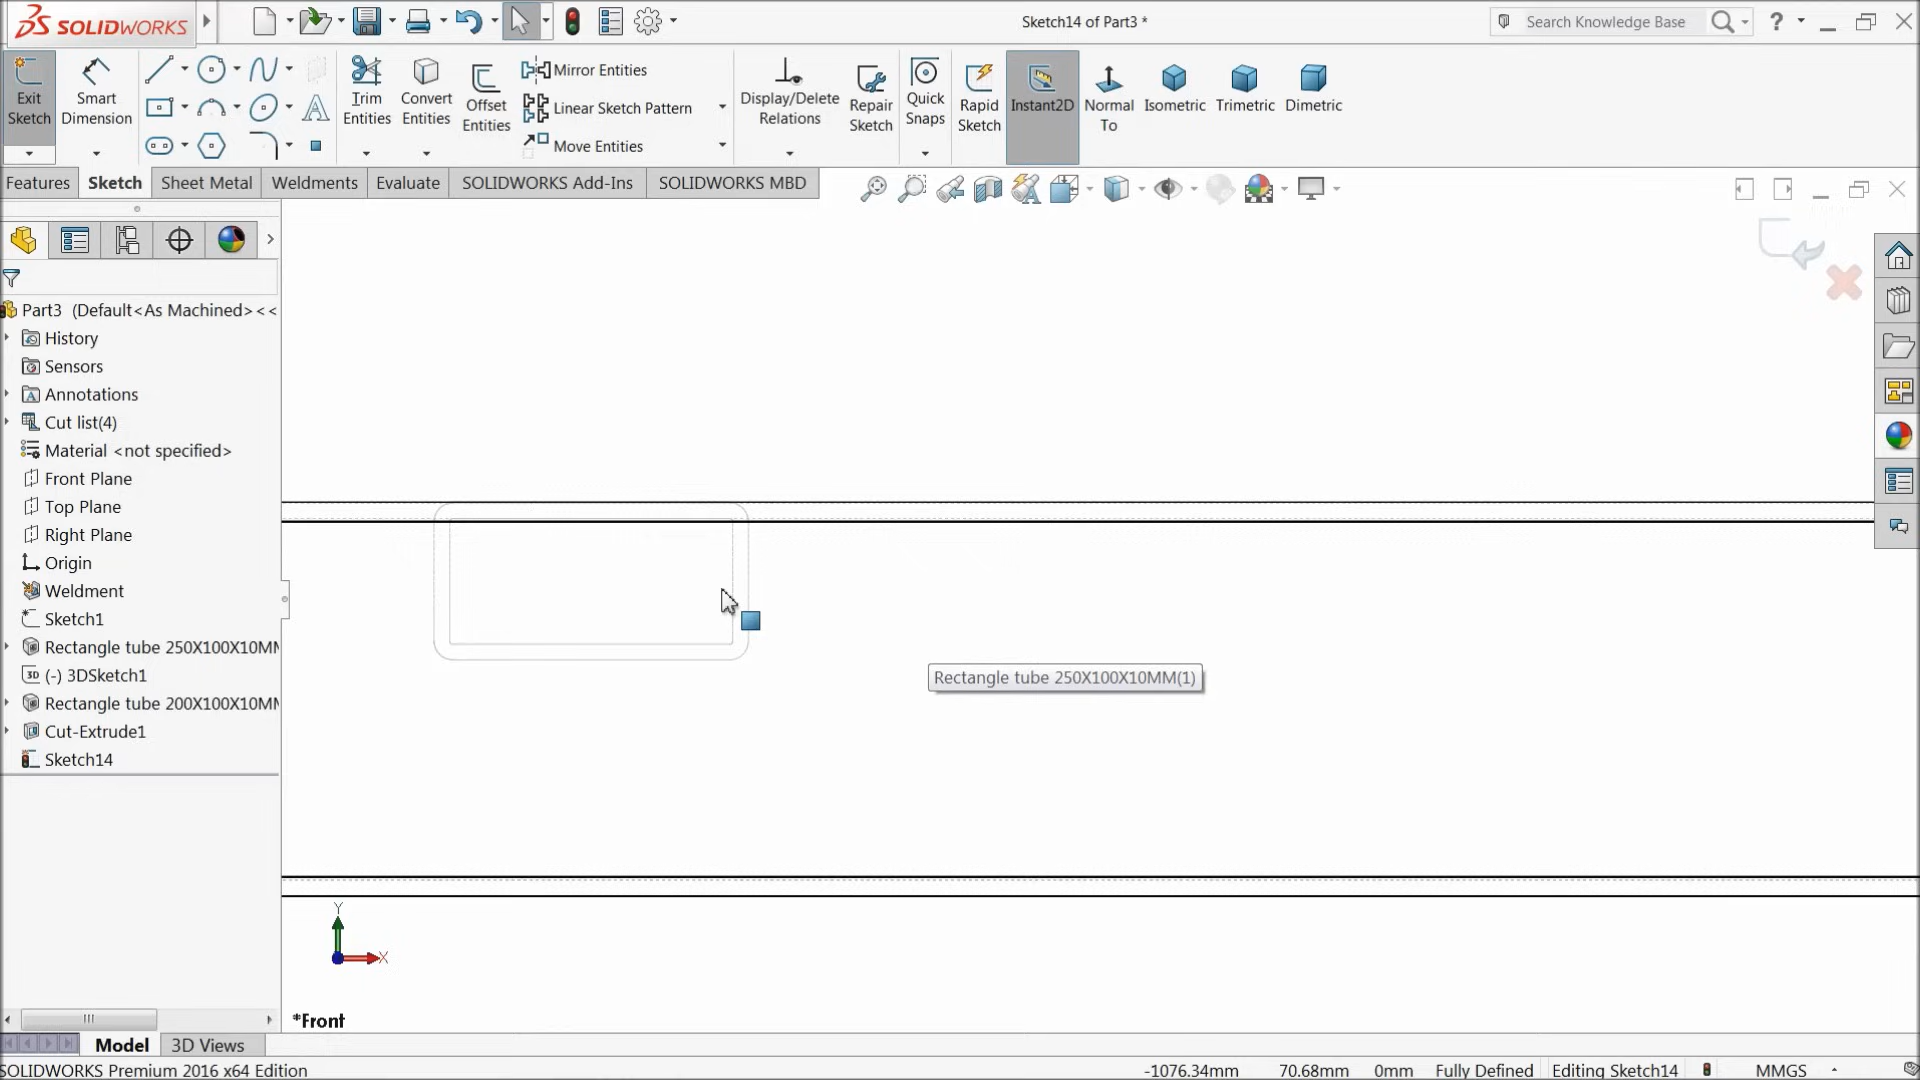 SOLIDWORKS
Sketch14 of Part3 *
Search Knowledge Base
?
Exit Sketch
Smart Dimension
Trim Entities
Convert Entities
Offset Entities
Mirror Entities
Linear Sketch Pattern
Move Entities
Display/Delete Relations
Repair Sketch
Quick Snaps
Rapid Sketch
Instant2D
Normal To
Isometric
Trimetric
Dimetric
Features
Sketch
Sheet Metal
Weldments
Evaluate
SOLIDWORKS Add-Ins
SOLIDWORKS MBD
Part3 (Default<As Machined><<
History
Sensors
Annotations
Cut list(4)
Material <not specified>
Front Plane
Top Plane
Right Plane
Origin
Weldment
Sketch1
Rectangle tube 250X100X10MM
3D (-) 3DSketch1
Rectangle tube 200X100X10MM
Cut-Extrude1
Sketch14
Rectangle tube 250X100X10MM(1)
Y
X
*Front
Model
3D Views
SOLIDWORKS Premium 2016 x64 Edition
-1076.34mm
70.68mm
0mm
Fully Defined
Editing Sketch14
MMGS